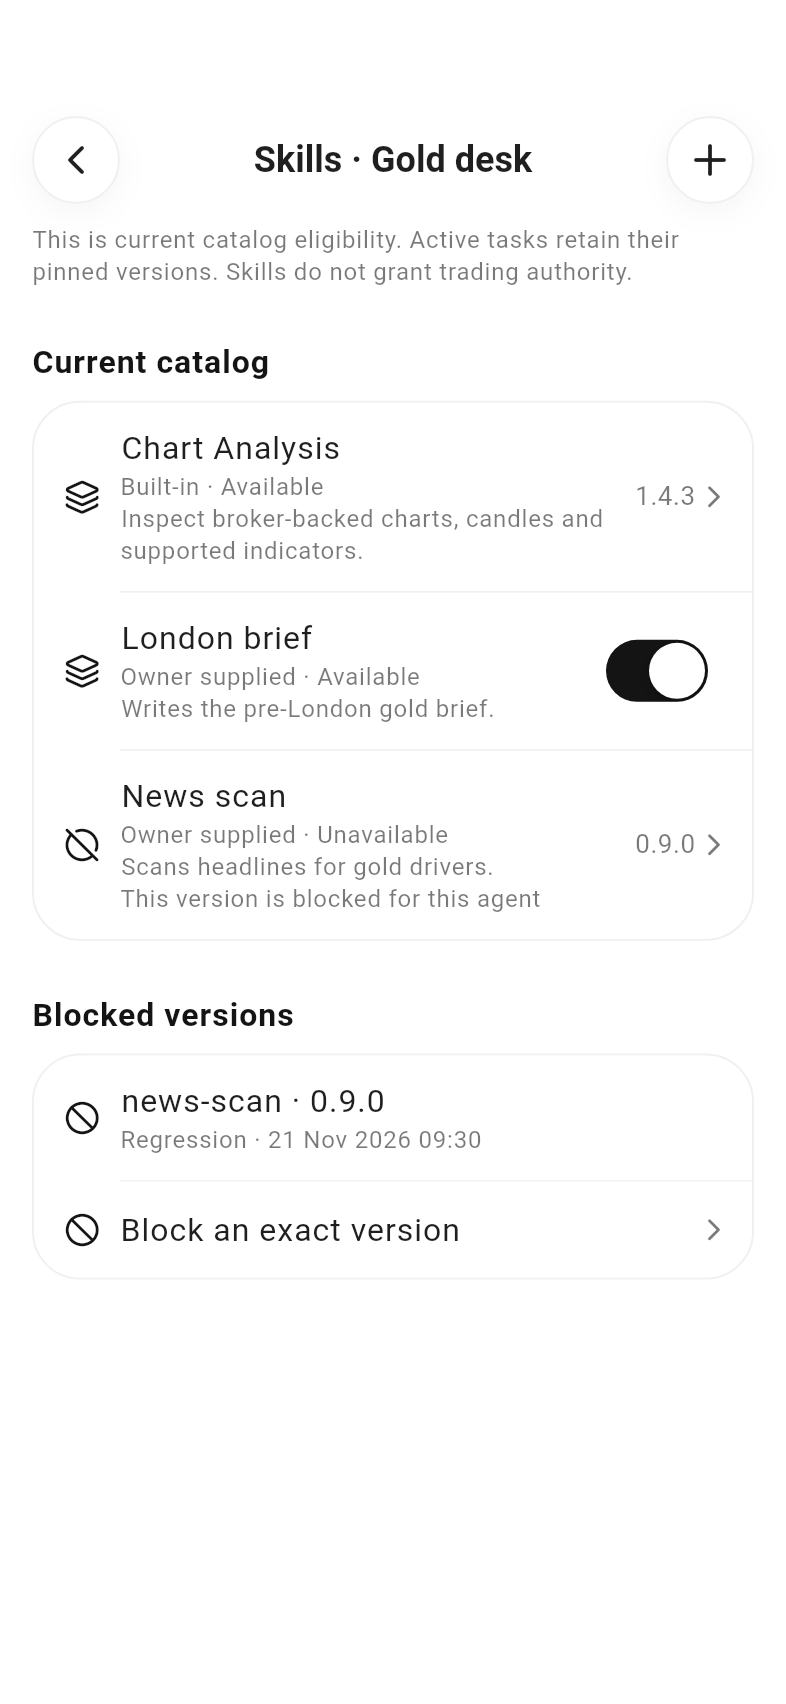 Skills · Gold desk
This is current catalog eligibility. Active tasks retain their
pinned versions. Skills do not grant trading authority.
Current catalog
Chart Analysis
Built-in · Available
Inspect broker-backed charts, candles and
supported indicators.
1.4.3
London brief
Owner supplied · Available
Writes the pre-London gold brief.
News scan
Owner supplied · Unavailable
Scans headlines for gold drivers.
This version is blocked for this agent
0.9.0
Blocked versions
news-scan · 0.9.0
Regression · 21 Nov 2026 09:30
Block an exact version